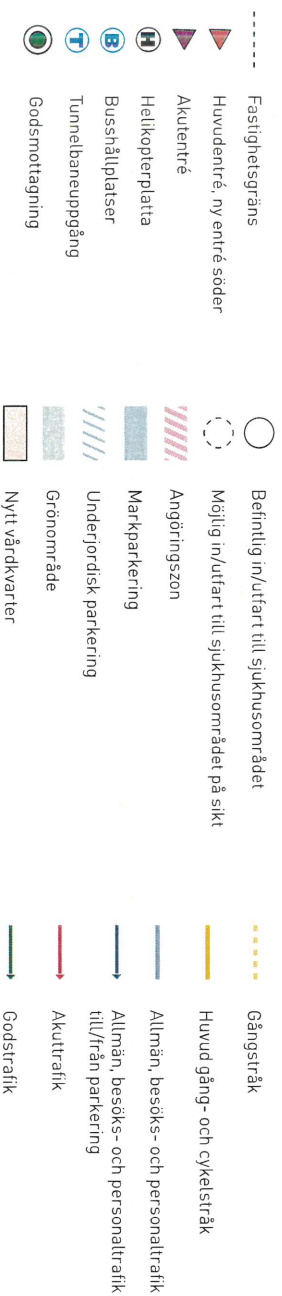 Fastighetsgräns
Huvudentré, ny entré söder
Akutentré
H Helikopterplatta
B Busshållplatser
T Tunnelbaneuppgång
Godsmottagning
Befintlig in/utfart till sjukhusområdet
Möjlig in/utfart till sjukhusområdet på sikt
Angöringszon
Markparkering
Underjordisk parkering
Grönområde
Nytt vårdkvarter
Gångstråk
Huvud gång- och cykelstråk
Allmän, besöks- och personaltrafik
Allmän, besöks- och personaltrafik
till/från parkering
Akuttrafik
Godstrafik